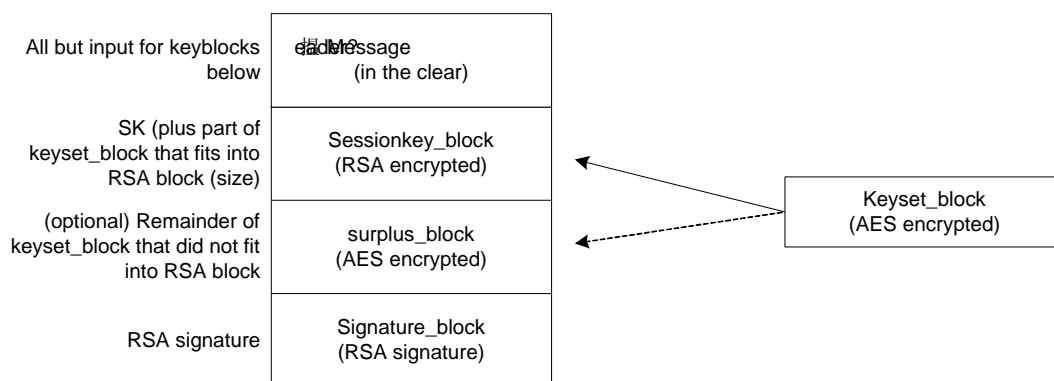 All but input for keyblocks
below
(in the clear)
SK (plus part of
keyset_block that fits into
RSA block (size)
Sessionkey_block
(RSA encrypted)
(optional) Remainder of
keyset_block that did not fit
into RSA block
surplus_block
(AES encrypted)
Keyset_block
(AES encrypted)
RSA signature
Signature_block
(RSA signature)